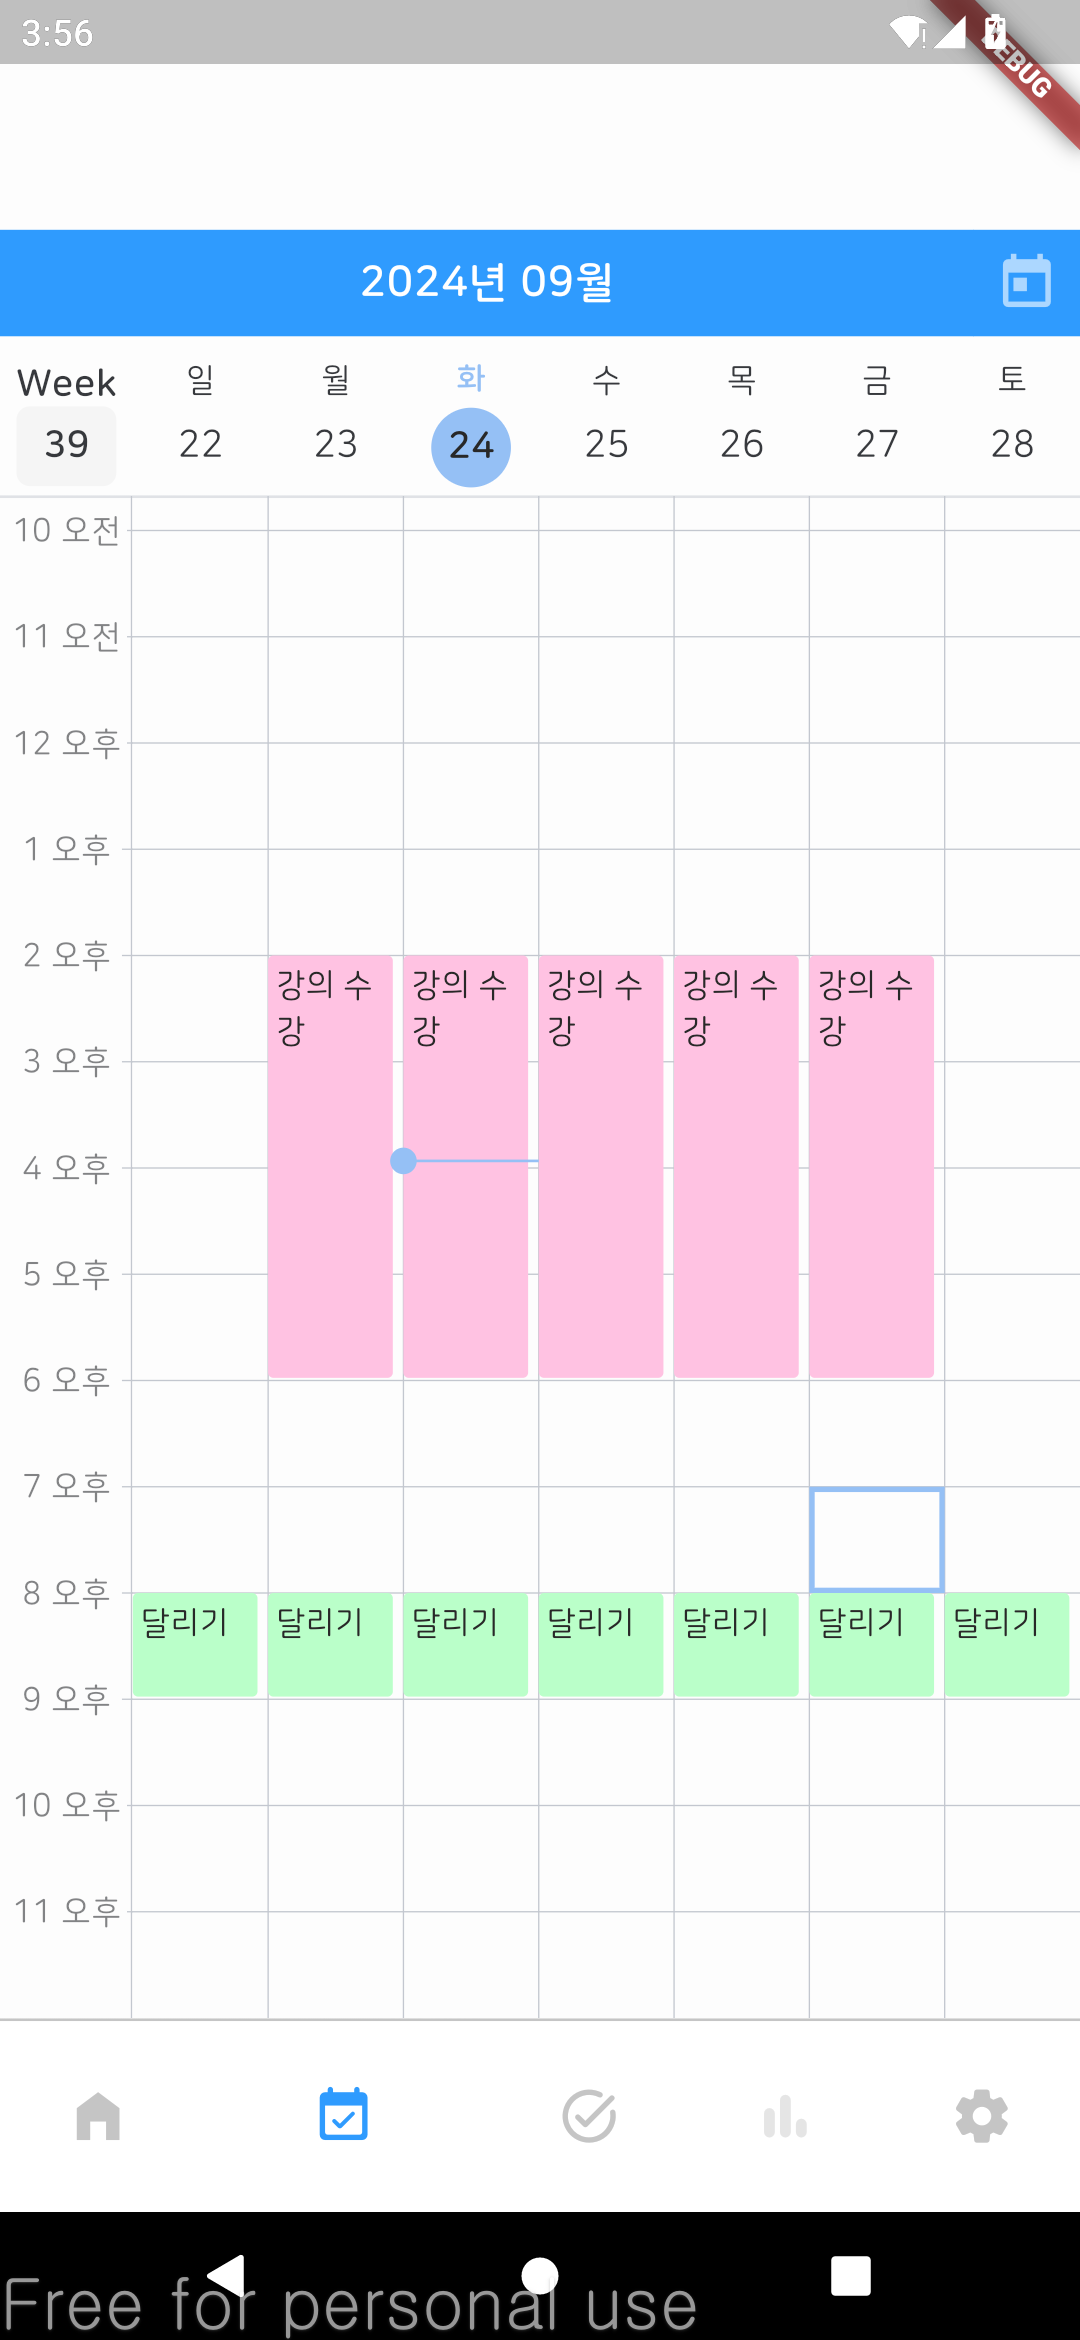 3:56
DEBUG
2024년 09월
Week 일 월 화 수 목 금 토
39 22 23 24 25 26 27 28
10 오전
11 오전
12 오후
1 오후
2 오후
강의 수강 강의 수강 강의 수강 강의 수강 강의 수강
3 오후
4 오후
5 오후
6 오후
7 오후
8 오후
달리기 달리기 달리기 달리기 달리기 달리기 달리기
9 오후
10 오후
11 오후
Free for personal use